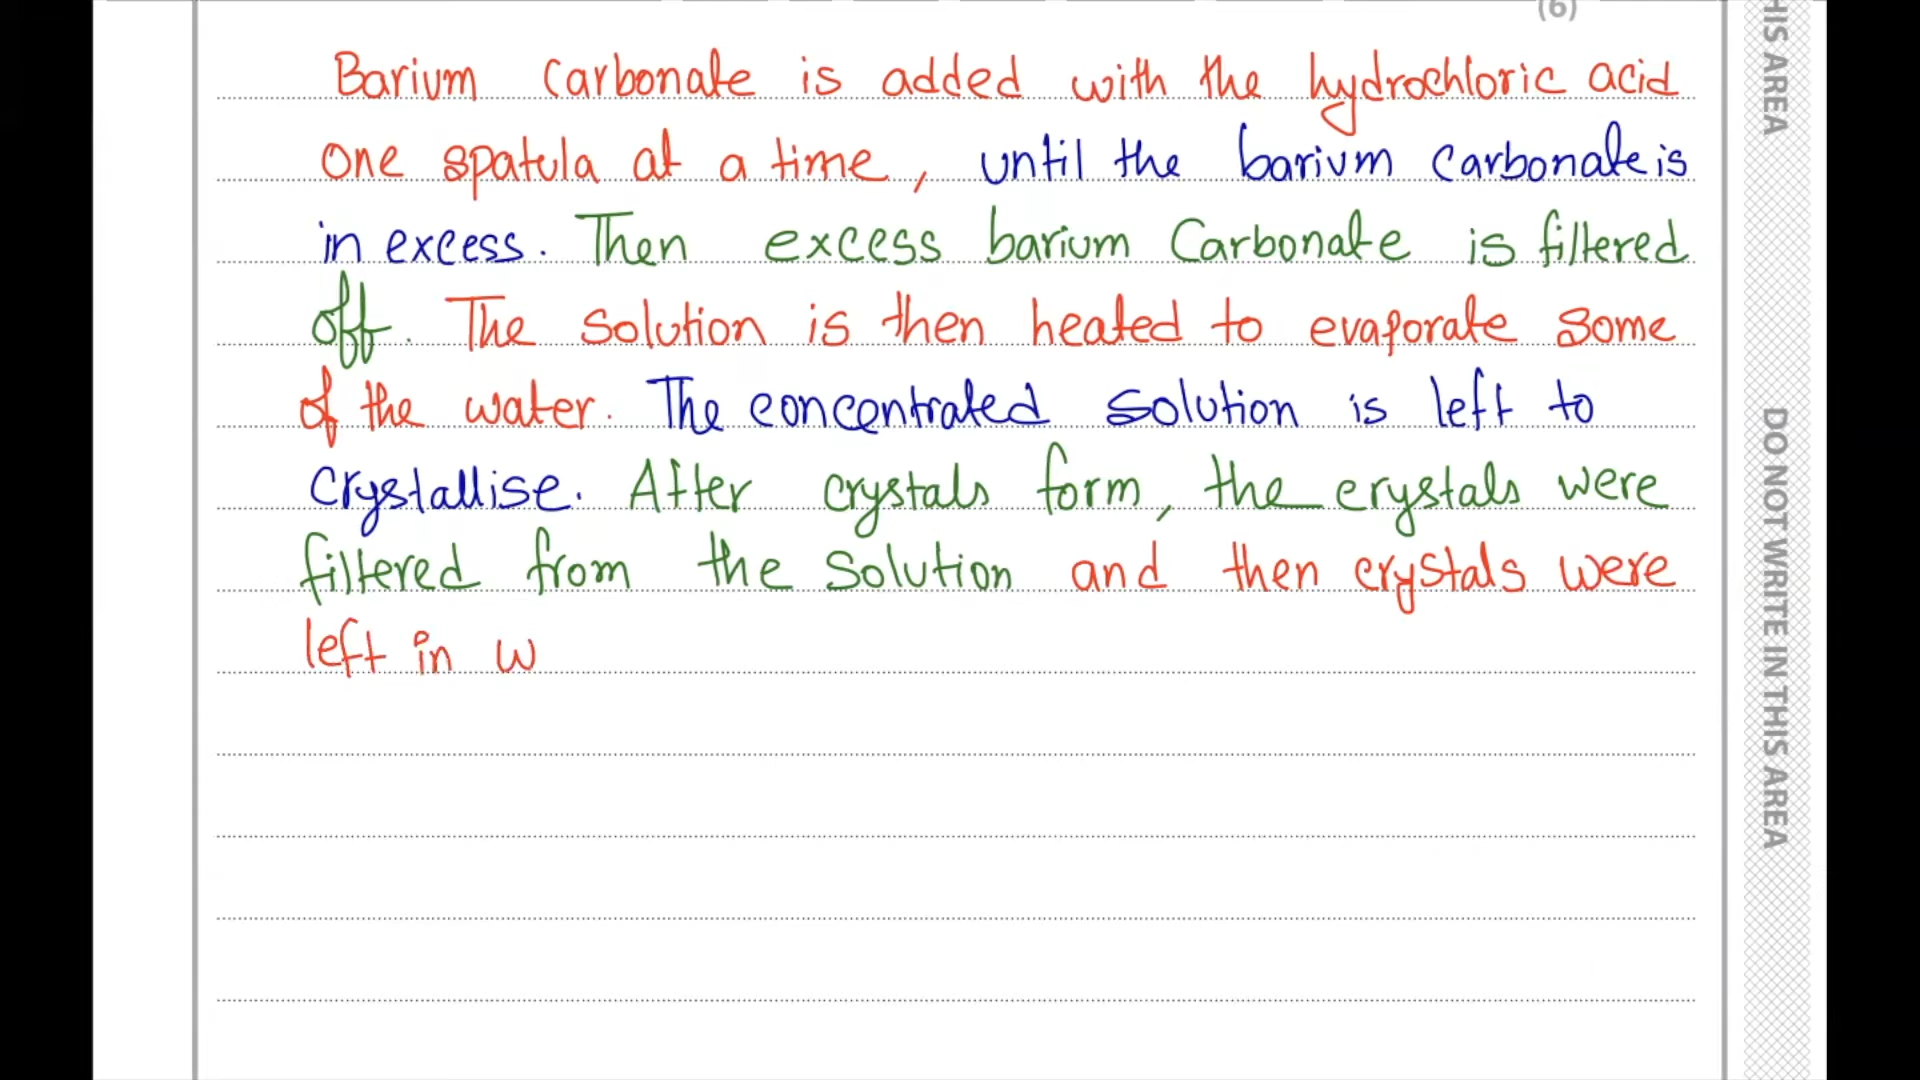 (6)
Barium Carbonate is added with the hydrochloric acid
one spatula at a time, until the barium carbonate is
in excess. Then excess barium Carbonate is filtered
off. The solution is then heated to evaporate some
of the water. The concentrated solution is left to
crystallise. After crystals form, the crystals were
filtered from the solution and then crystals were
left in w
HIS AREA
DO NOT WRITE IN THIS AREA